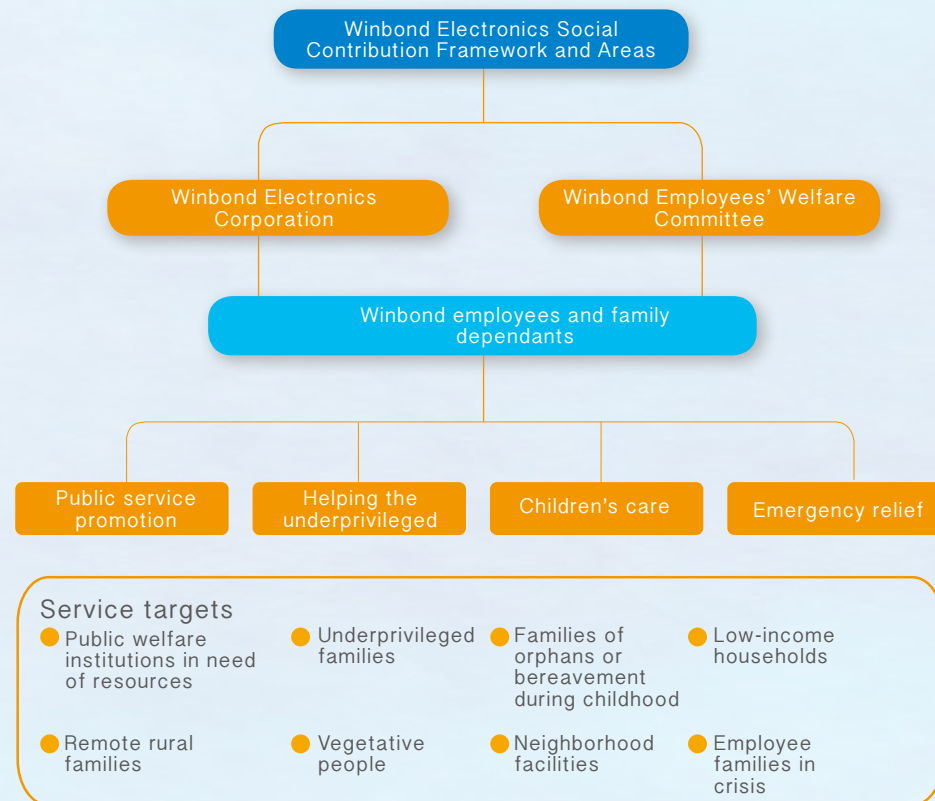 Winbond Electronics Social
Contribution Framework and Areas
Winbond Electronics
Corporation
Winbond Employees' Welfare
Committee
Winbond employees and family
dependants
Public service
promotion
Helping the
underprivileged
Children's care
Emergency relief
Service targets
Public welfare
institutions in need
of resources
Underprivileged
families
Families of
orphans or
bereavement
during childhood
Low-income
households
Remote rural
families
Vegetative
people
Neighborhood
facilities
Employee
families in
crisis